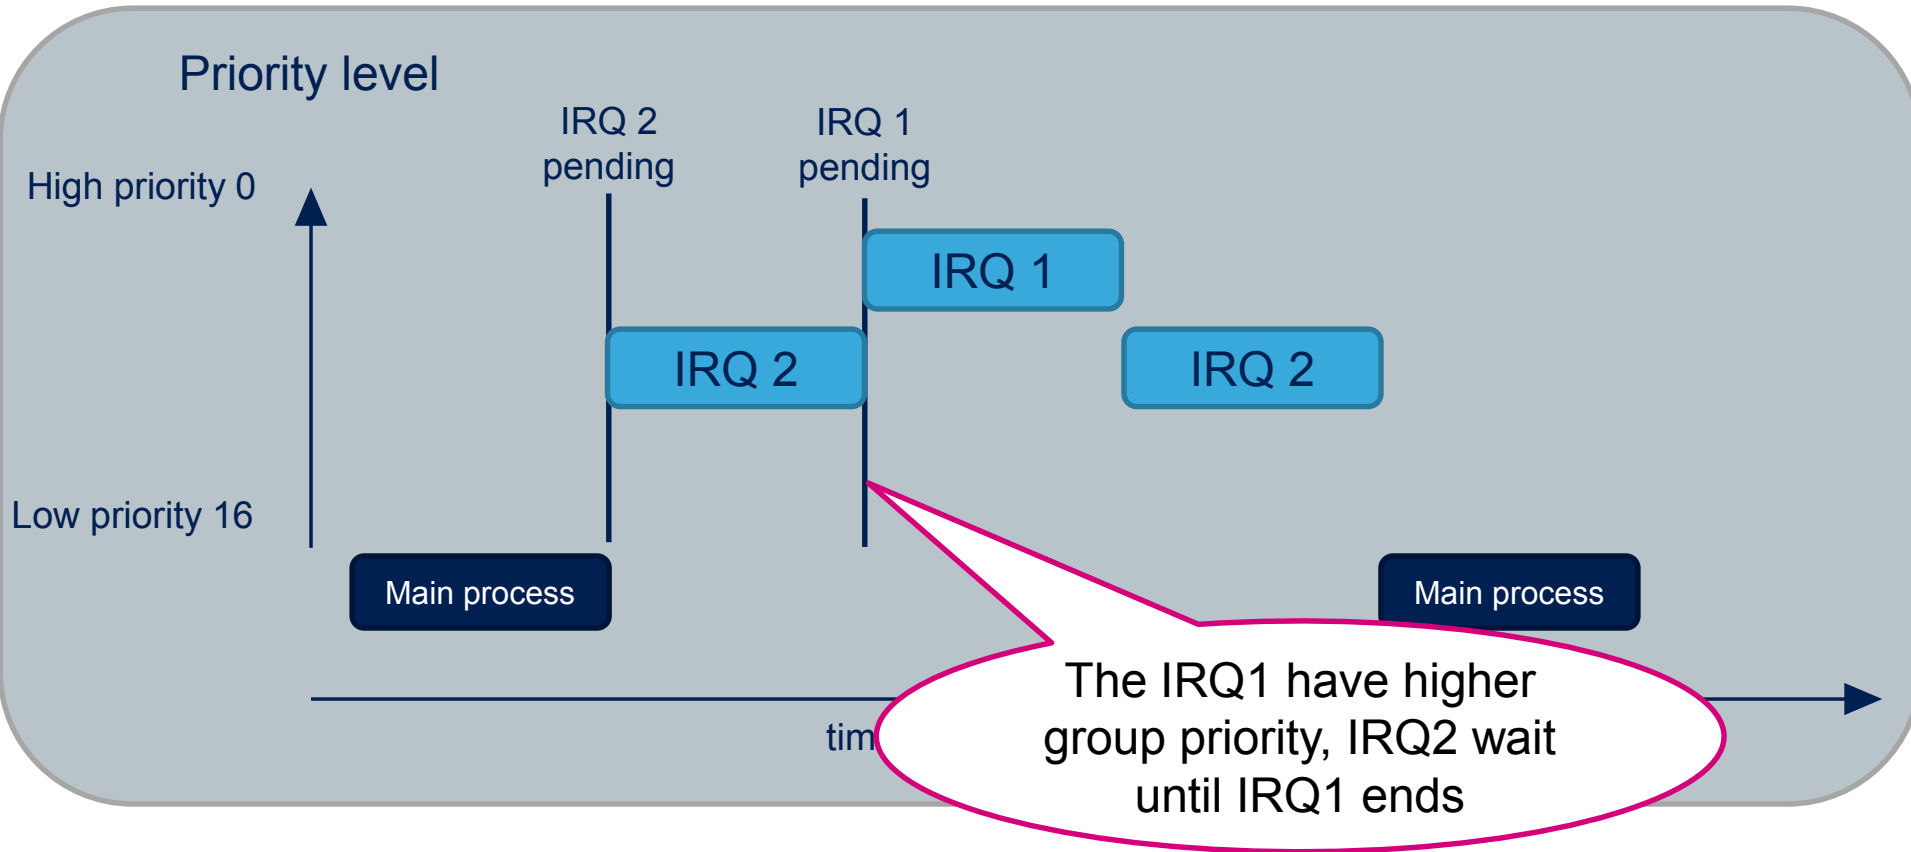 Priority level
IRQ 2
pending
IRQ 1
pending
High priority 0
IRQ 1
IRQ 2
IRQ 2
Low priority 16
Main process
Main process
The IRQ1 have higher
group priority, IRQ2 wait
until IRQ1 ends